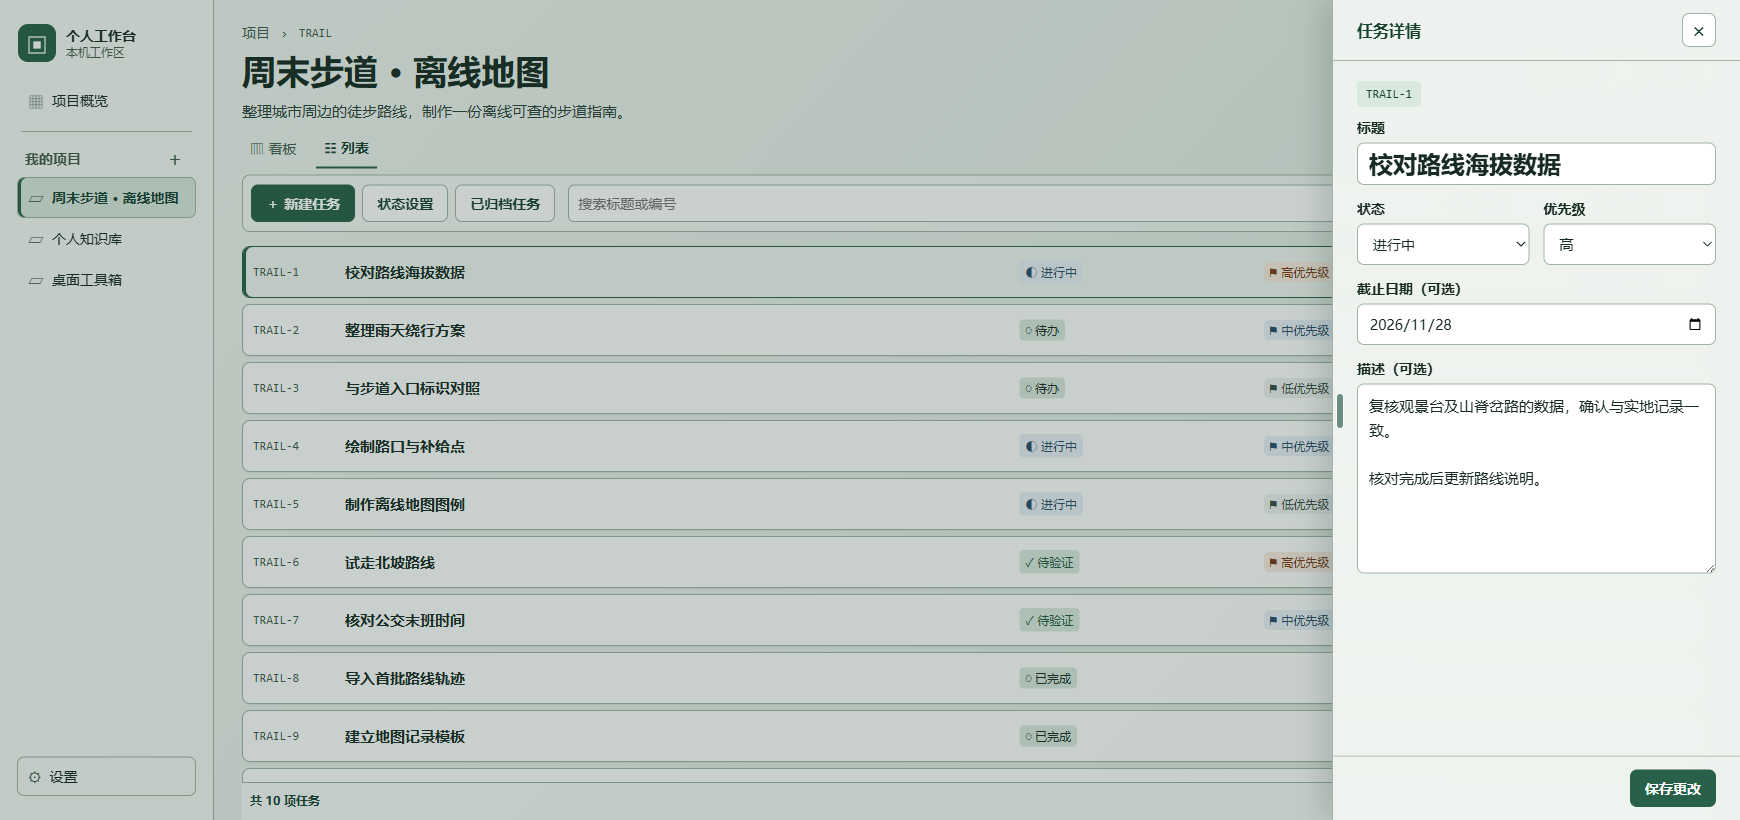 个人工作台
本机工作区
项目概览
我的项目 +
周末步道 • 离线地图
个人知识库
桌面工具箱
设置
项目 › TRAIL
周末步道 • 离线地图
整理城市周边的徒步路线，制作一份离线可查的步道指南。
看板 列表
+ 新建任务 状态设置 已归档任务 搜索标题或编号
TRAIL-1 校对路线海拔数据 进行中 高优先级
TRAIL-2 整理雨天绕行方案 待办 中优先级
TRAIL-3 与步道入口标识对照 待办 低优先级
TRAIL-4 绘制路口与补给点 进行中 中优先级
TRAIL-5 制作离线地图图例 进行中 低优先级
TRAIL-6 试走北坡路线 ✓ 待验证 高优先级
TRAIL-7 核对公交末班时间 ✓ 待验证 中优先级
TRAIL-8 导入首批路线轨迹 已完成
TRAIL-9 建立地图记录模板 已完成
共 10 项任务
任务详情 ×
TRAIL-1
标题
校对路线海拔数据
状态 优先级
进行中 高
截止日期（可选）
2026/11/28
描述（可选）
复核观景台及山脊岔路的数据，确认与实地记录一
致。
核对完成后更新路线说明。
保存更改